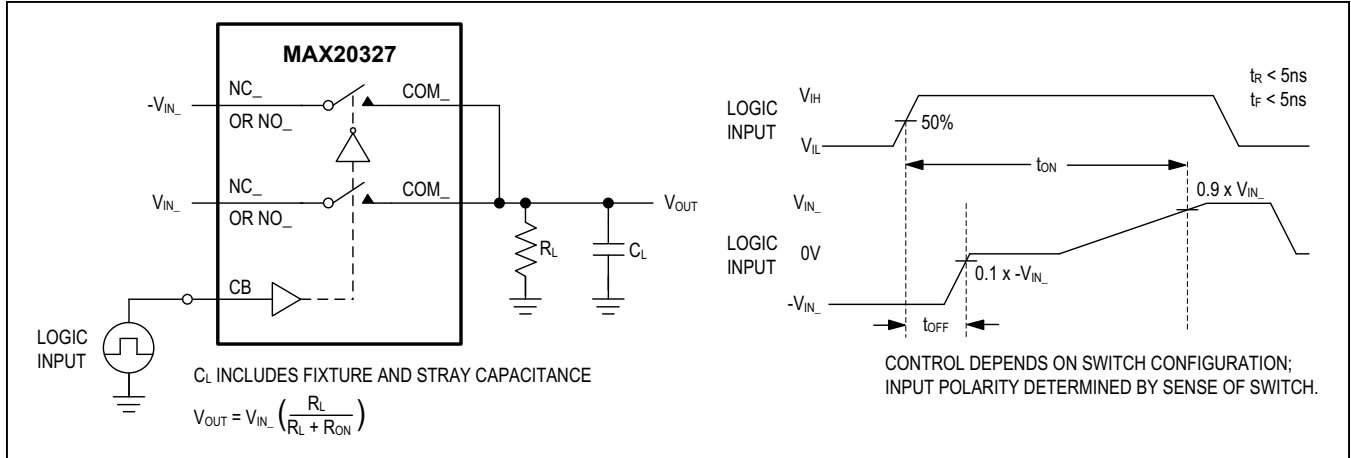 MAX20327
-VIN_
NC_
OR NO_
COM_
VIN_
NC_
OR NO_
COM_
VOUT
RL
CL
CB
LOGIC
INPUT
CL INCLUDES FIXTURE AND STRAY CAPACITANCE
VOUT = VIN_ (RL / (RL + RON))
tR < 5ns
tF < 5ns
LOGIC
INPUT
VIH
VIL
50%
tON
0.9 x VIN_
LOGIC
INPUT
VIN_
0V
-VIN_
0.1 x -VIN_
tOFF
CONTROL DEPENDS ON SWITCH CONFIGURATION;
INPUT POLARITY DETERMINED BY SENSE OF SWITCH.